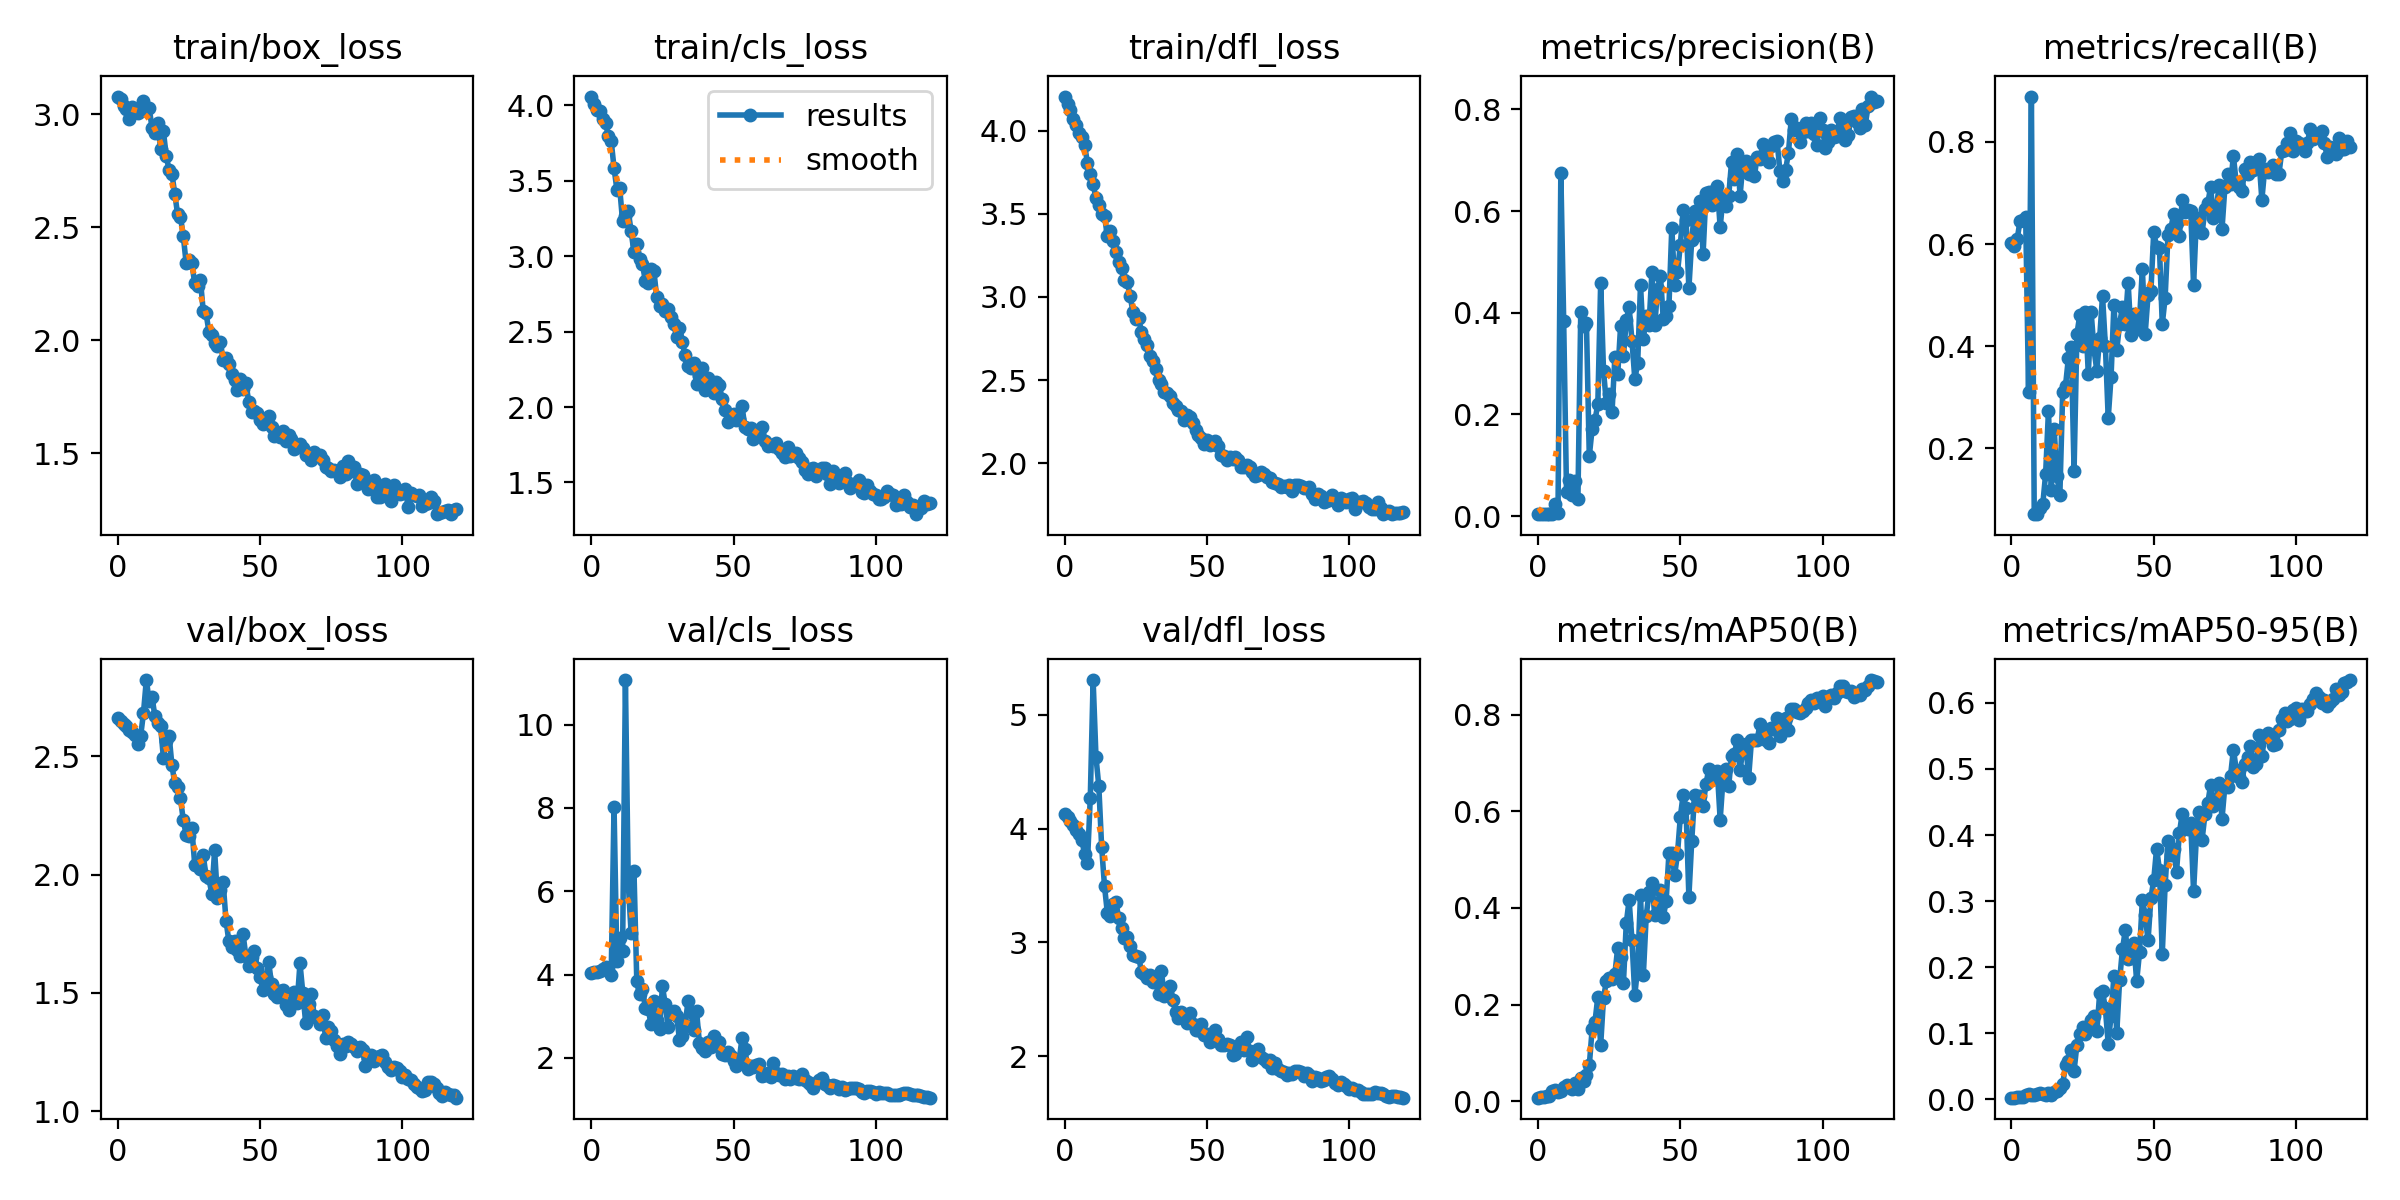 train/box_loss
3.0
2.5
2.0
1.5
0 50 100
train/cls_loss
results
smooth
4.0
3.5
3.0
2.5
2.0
1.5
0 50 100
train/dfl_loss
4.0
3.5
3.0
2.5
2.0
0 50 100
metrics/precision(B)
0.8
0.6
0.4
0.2
0.0
0 50 100
metrics/recall(B)
0.8
0.6
0.4
0.2
0 50 100
val/box_loss
2.5
2.0
1.5
1.0
0 50 100
val/cls_loss
10
8
6
4
2
0 50 100
val/dfl_loss
5
4
3
2
0 50 100
metrics/mAP50(B)
0.8
0.6
0.4
0.2
0.0
0 50 100
metrics/mAP50-95(B)
0.6
0.5
0.4
0.3
0.2
0.1
0.0
0 50 100